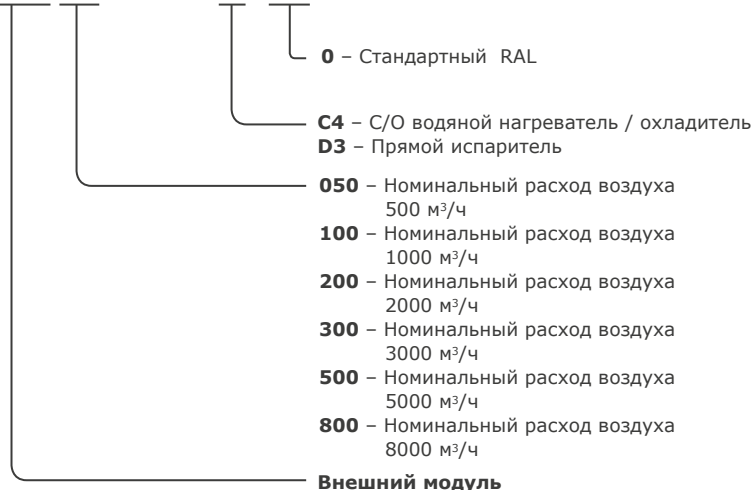 0 – Стандартный RAL
C4 – С/О водяной нагреватель / охладитель
D3 – Прямой испаритель
050 – Номинальный расход воздуха
500 м³/ч
100 – Номинальный расход воздуха
1000 м³/ч
200 – Номинальный расход воздуха
2000 м³/ч
300 – Номинальный расход воздуха
3000 м³/ч
500 – Номинальный расход воздуха
5000 м³/ч
800 – Номинальный расход воздуха
8000 м³/ч
Внешний модуль